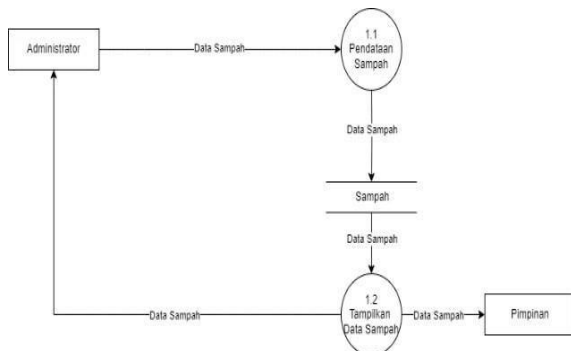 Administrator
Data Sampah
1.1
Pendataan
Sampah
Data Sampah
Sampah
Data Sampah
1.2
Tampilkan
Data Sampah
Data Sampah
Data Sampah
Pimpinan